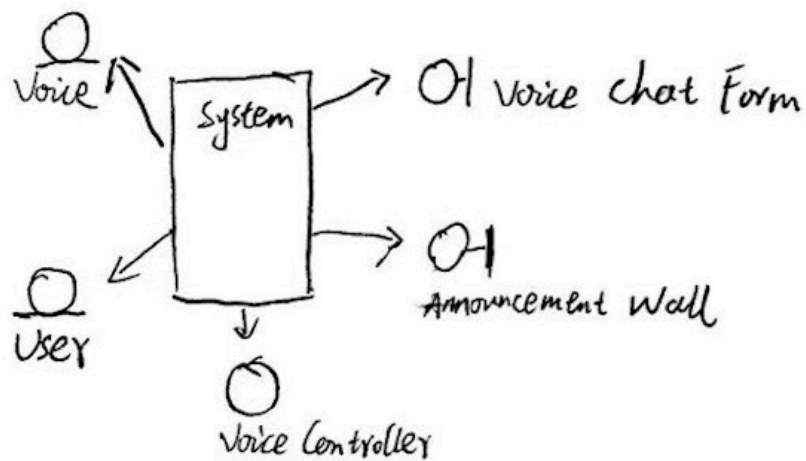 Voice
System
Voice Chat Form
User
Announcement Wall
Voice Controller